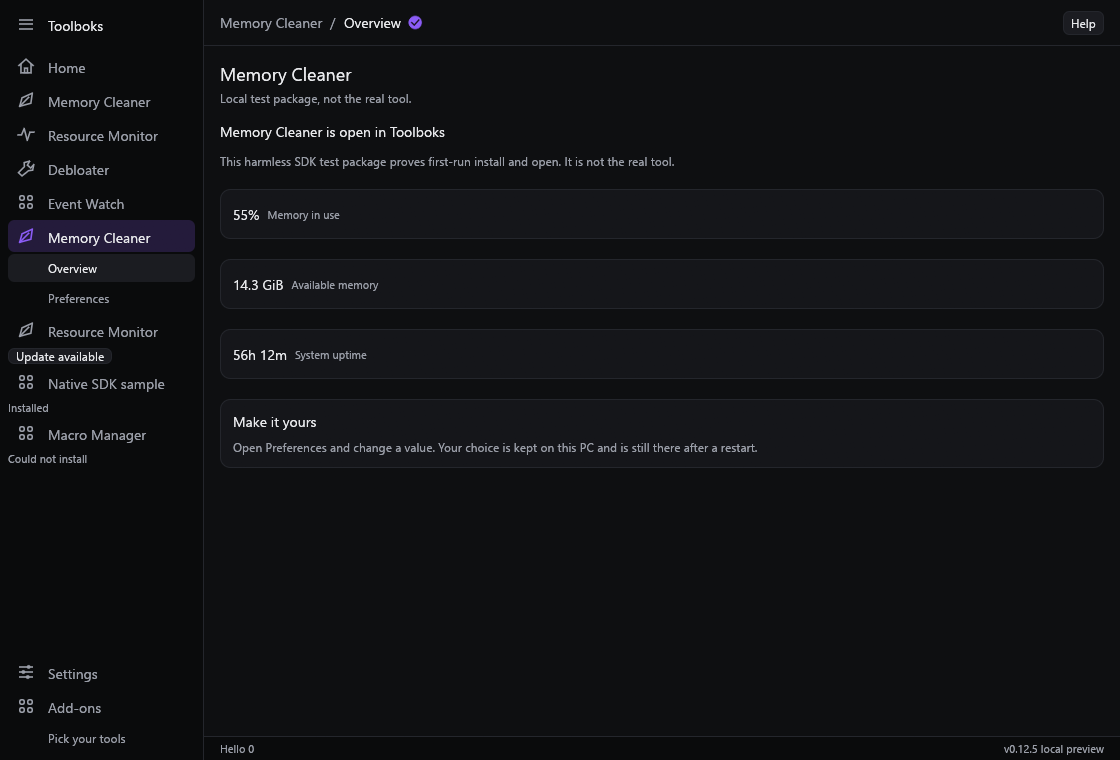 Toolboks
Home
Memory Cleaner
Resource Monitor
Debloater
Event Watch
Memory Cleaner
Overview
Preferences
Resource Monitor
Update available
Native SDK sample
Installed
Macro Manager
Could not install
Settings
Add-ons
Pick your tools
Memory Cleaner / Overview
Help
Memory Cleaner
Local test package, not the real tool.
Memory Cleaner is open in Toolboks
This harmless SDK test package proves first-run install and open. It is not the real tool.
55% Memory in use
14.3 GiB Available memory
56h 12m System uptime
Make it yours
Open Preferences and change a value. Your choice is kept on this PC and is still there after a restart.
Hello 0
v0.12.5 local preview